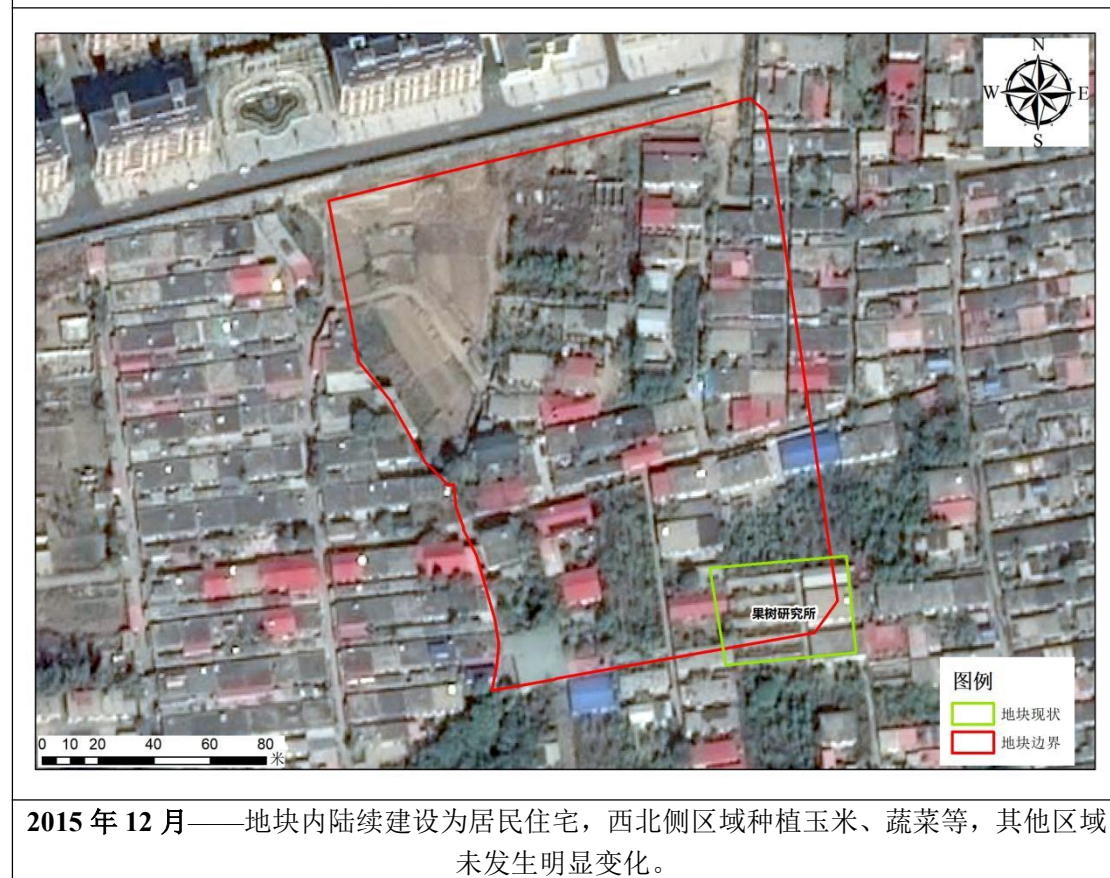 N
W E
S
果树研究所
图例
地块现状
地块边界
0 10 20 40 60 80
米
2015 年 12 月——地块内陆续建设为居民住宅，西北侧区域种植玉米、蔬菜等，其他区域
未发生明显变化。